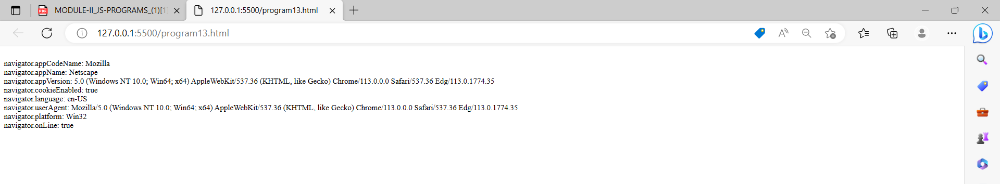 MODULE-II_JS-PROGRAMS_(1)[1]
127.0.0.1:5500/program13.html
127.0.0.1:5500/program13.html
navigator.appCodeName: Mozilla
navigator.appName: Netscape
navigator.appVersion: 5.0 (Windows NT 10.0; Win64; x64) AppleWebKit/537.36 (KHTML, like Gecko) Chrome/113.0.0.0 Safari/537.36 Edg/113.0.1774.35
navigator.cookieEnabled: true
navigator.language: en-US
navigator.userAgent: Mozilla/5.0 (Windows NT 10.0; Win64; x64) AppleWebKit/537.36 (KHTML, like Gecko) Chrome/113.0.0.0 Safari/537.36 Edg/113.0.1774.35
navigator.platform: Win32
navigator.onLine: true